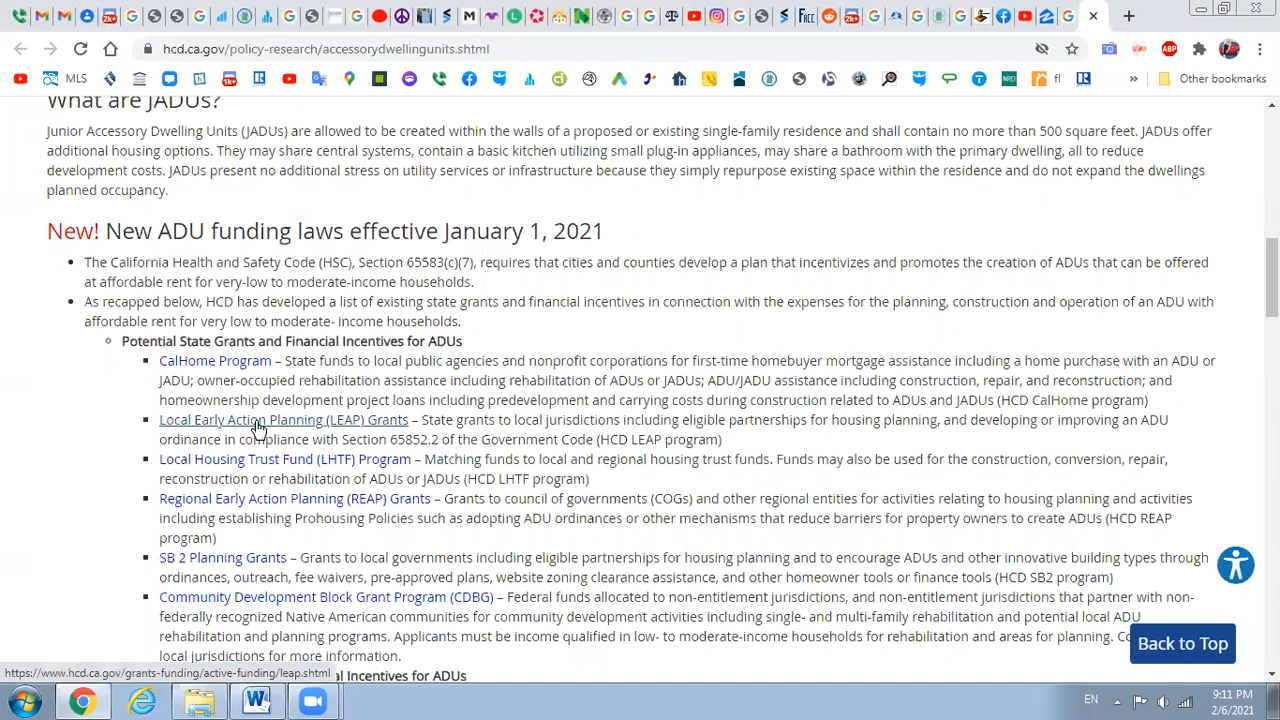 hcd.ca.gov/policy-research/accessorydwellingunits.shtml
MLS
fl
»
Other bookmarks
What are JADUs?
Junior Accessory Dwelling Units (JADUs) are allowed to be created within the walls of a proposed or existing single-family residence and shall contain no more than 500 square feet. JADUs offer
additional housing options. They may share central systems, contain a basic kitchen utilizing small plug-in appliances, may share a bathroom with the primary dwelling, all to reduce
development costs. JADUs present no additional stress on utility services or infrastructure because they simply repurpose existing space within the residence and do not expand the dwellings
planned occupancy.
New! New ADU funding laws effective January 1, 2021
• The California Health and Safety Code (HSC), Section 65583(c)(7), requires that cities and counties develop a plan that incentivizes and promotes the creation of ADUs that can be offered
at affordable rent for very-low to moderate-income households.
• As recapped below, HCD has developed a list of existing state grants and financial incentives in connection with the expenses for the planning, construction and operation of an ADU with
affordable rent for very low to moderate- income households.
Potential State Grants and Financial Incentives for ADUs
CalHome Program – State funds to local public agencies and nonprofit corporations for first-time homebuyer mortgage assistance including a home purchase with an ADU or
JADU; owner-occupied rehabilitation assistance including rehabilitation of ADUs or JADUs; ADU/JADU assistance including construction, repair, and reconstruction; and
homeownership development project loans including predevelopment and carrying costs during construction related to ADUs and JADUs (HCD CalHome program)
Local Early Action Planning (LEAP) Grants – State grants to local jurisdictions including eligible partnerships for housing planning, and developing or improving an ADU
ordinance in compliance with Section 65852.2 of the Government Code (HCD LEAP program)
Local Housing Trust Fund (LHTF) Program – Matching funds to local and regional housing trust funds. Funds may also be used for the construction, conversion, repair,
reconstruction or rehabilitation of ADUs or JADUs (HCD LHTF program)
Regional Early Action Planning (REAP) Grants – Grants to council of governments (COGs) and other regional entities for activities relating to housing planning and activities
including establishing Prohousing Policies such as adopting ADU ordinances or other mechanisms that reduce barriers for property owners to create ADUs (HCD REAP
program)
SB 2 Planning Grants – Grants to local governments including eligible partnerships for housing planning and to encourage ADUs and other innovative building types through
ordinances, outreach, fee waivers, pre-approved plans, website zoning clearance assistance, and other homeowner tools or finance tools (HCD SB2 program)
Community Development Block Grant Program (CDBG) – Federal funds allocated to non-entitlement jurisdictions, and non-entitlement jurisdictions that partner with non-
federally recognized Native American communities for community development activities including single- and multi-family rehabilitation and potential local ADU
rehabilitation and planning programs. Applicants must be income qualified in low- to moderate-income households for rehabilitation and areas for planning. Co
local jurisdictions for more information.
Back to Top
https://www.hcd.ca.gov/grants-funding/active-funding/leap.shtml
al Incentives for ADUs
EN
9:11 PM
2/6/2021